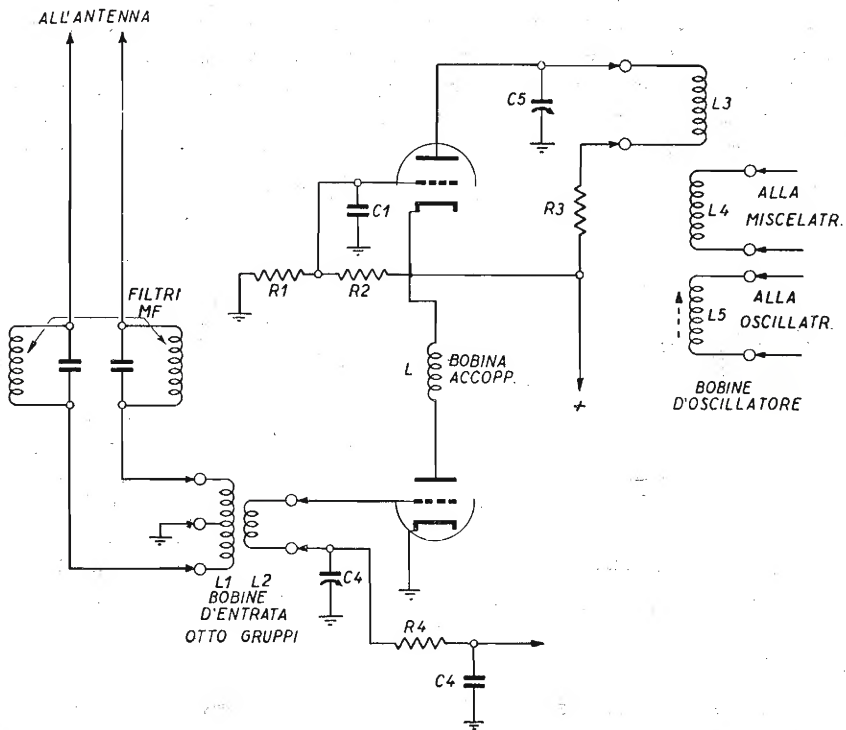 ALL'ANTENNA
C5
L3
C1
R3
L4
ALLA
MISCELATR.
R1
R2
FILTRI
MF
L5
ALLA
OSCILLATR.
L
BOBINA
ACCOPP.
+
BOBINE
D'OSCILLATORE
L1 L2
BOBINE
D'ENTRATA
OTTO GRUPPI
C4
R4
C4